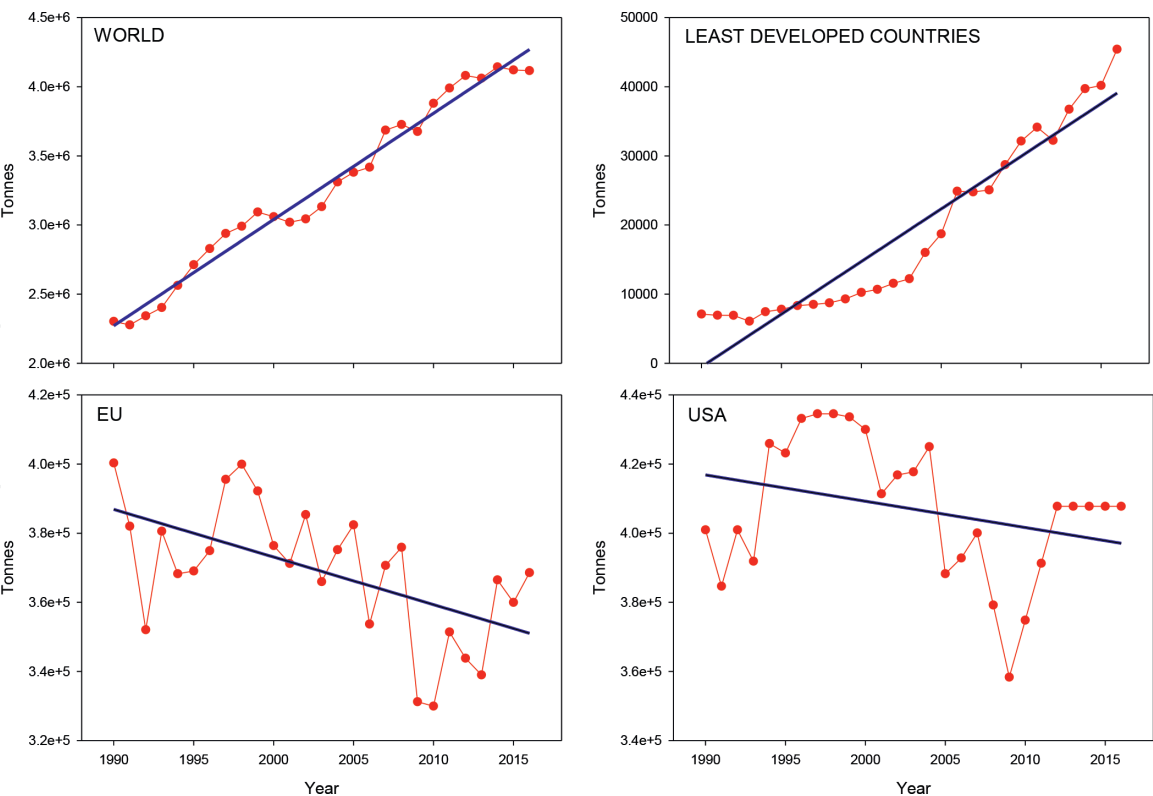 WORLD
4.5e+6
4.0e+6
3.5e+6
3.0e+6
2.5e+6
2.0e+6
Tonnes
LEAST DEVELOPED COUNTRIES
50000
40000
30000
20000
10000
0
Tonnes
EU
4.2e+5
4.0e+5
3.8e+5
3.6e+5
3.4e+5
3.2e+5
Tonnes
1990 1995 2000 2005 2010 2015
Year
USA
4.4e+5
4.2e+5
4.0e+5
3.8e+5
3.6e+5
3.4e+5
Tonnes
1990 1995 2000 2005 2010 2015
Year